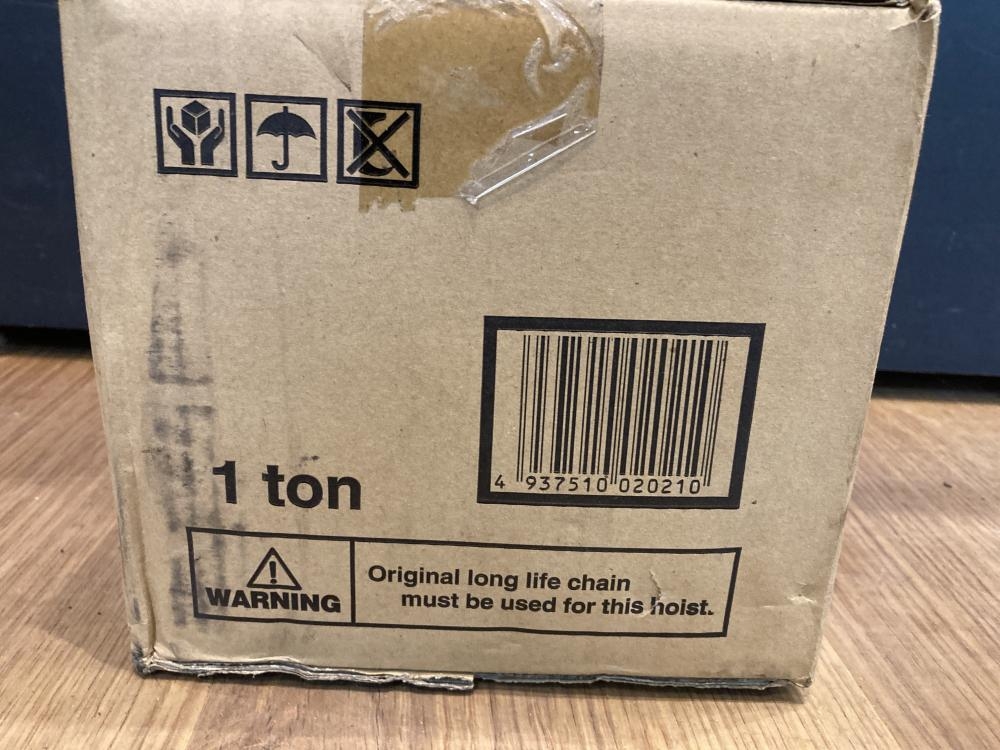 4 937510 020210
1 ton
WARNING
Original long life chain
must be used for this hoist.